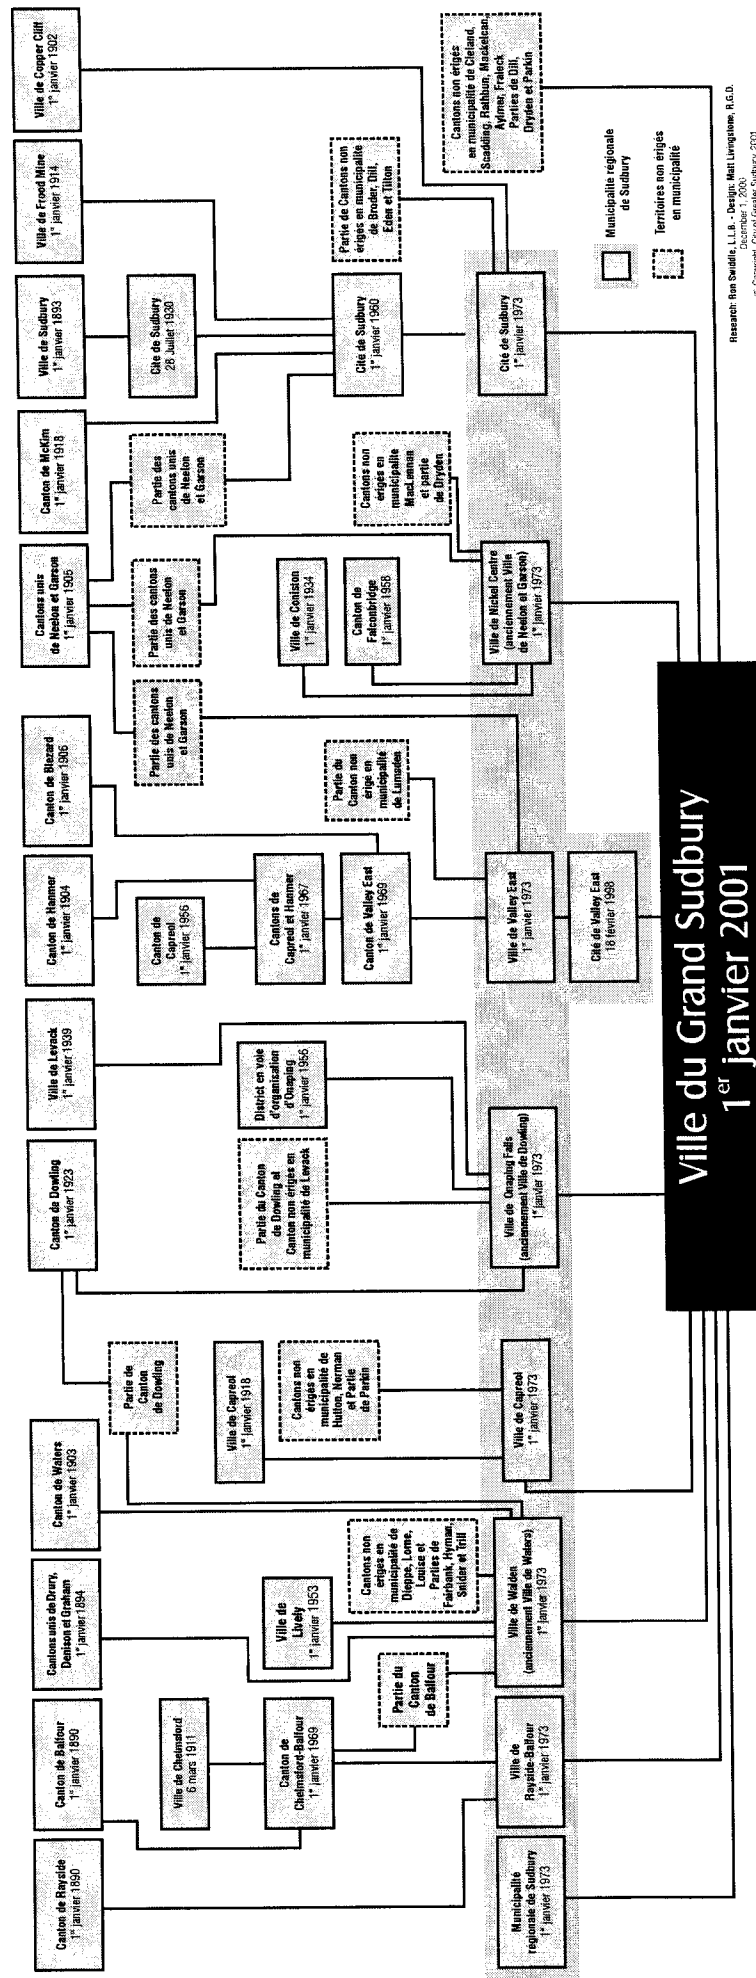 Canton de Rayside
1er janvier 1890
Canton de Balfour
1er janvier 1890
Cantons unis de Drury,
Denison et Graham
1er janvier 1894
Canton de Waters
1er janvier 1903
Canton de Dowling
1er janvier 1923
Ville de Levack
1er janvier 1939
Canton de Hanmer
1er janvier 1904
Canton de Blezard
1er janvier 1906
Cantons unis
de Neelon et Garson
1er janvier 1905
Canton de McKim
1er janvier 1918
Ville de Sudbury
1er janvier 1893
Ville de Frood Mine
1er janvier 1914
Ville de Copper Cliff
1er janvier 1902
Ville de Chelmsford
6 mars 1911
Partie de
Canton
de Dowling
Canton de
Capreol
1er janvier 1956
Partie des cantons
unis de Neelon
et Garson
Partie des cantons
unis de Neelon
et Garson
Partie des
cantons unis
de Neelon
et Garson
Cité de Sudbury
28 Juillet 1930
Canton de
Chelmsford-Balfour
1er janvier 1969
Ville de
Lively
1er janvier 1953
Ville de Capreol
1er janvier 1918
Partie du Canton
de Dowling et
Canton non érigés en
municipalité de Levack
District en voie
d'organisation
d'Onaping
1er janvier 1956
Cantons de
Capreol et Hanmer
1er janvier 1967
Canton de Valley East
1er janvier 1969
Partie du
Canton non
érigé en
municipalité
de Lumsden
Ville de Conision
1er janvier 1934
Canton de
Falconbridge
1er janvier 1958
Cantons non
érigés en
municipalité
MacLennan
et partie
de Dryden
Cité de Sudbury
1er janvier 1960
Partie de Cantons non
érigés en municipalité
de Broder, Dill,
Eden et Tilton
Cantons non érigés
en municipalité de Cleland,
Scadding, Rathbun, Mackelcan,
Aylmer, Fraleck
Parties de Dill,
Dryden et Parkin
Partie du
Canton
de Balfour
Cantons non
érigés en
municipalité de
Dieppe, Lorne,
Louise et
Parties de
Fairbank, Hyman,
Snider et Trill
Cantons non
érigés en
municipalité de
Hutton, Norman
et Partie
de Parkin
Municipalité
régionale de Sudbury
1er janvier 1973
Ville de
Rayside-Balfour
1er janvier 1973
Ville de Walden
(anciennement Ville de Waters)
1er janvier 1973
Ville de Capreol
1er janvier 1973
Ville de Onaping Falls
(anciennement Ville de Dowling)
1er janvier 1973
Ville de Valley East
1er janvier 1973
Cité de Valley East
18 février 1998
Ville de Nickel Centre
(anciennement Ville
de Neelon et Garson)
1er janvier 1973
Cité de Sudbury
1er janvier 1973
Municipalité régionale
de Sudbury
Territoires non érigés
en municipalité
Ville du Grand Sudbury
1er janvier 2001
Research: Ron Swiddle, L.L.B. - Design: Matt Livingstone, R.G.D.
December 1, 2000
Copyright, City of Greater Sudbury, 2001